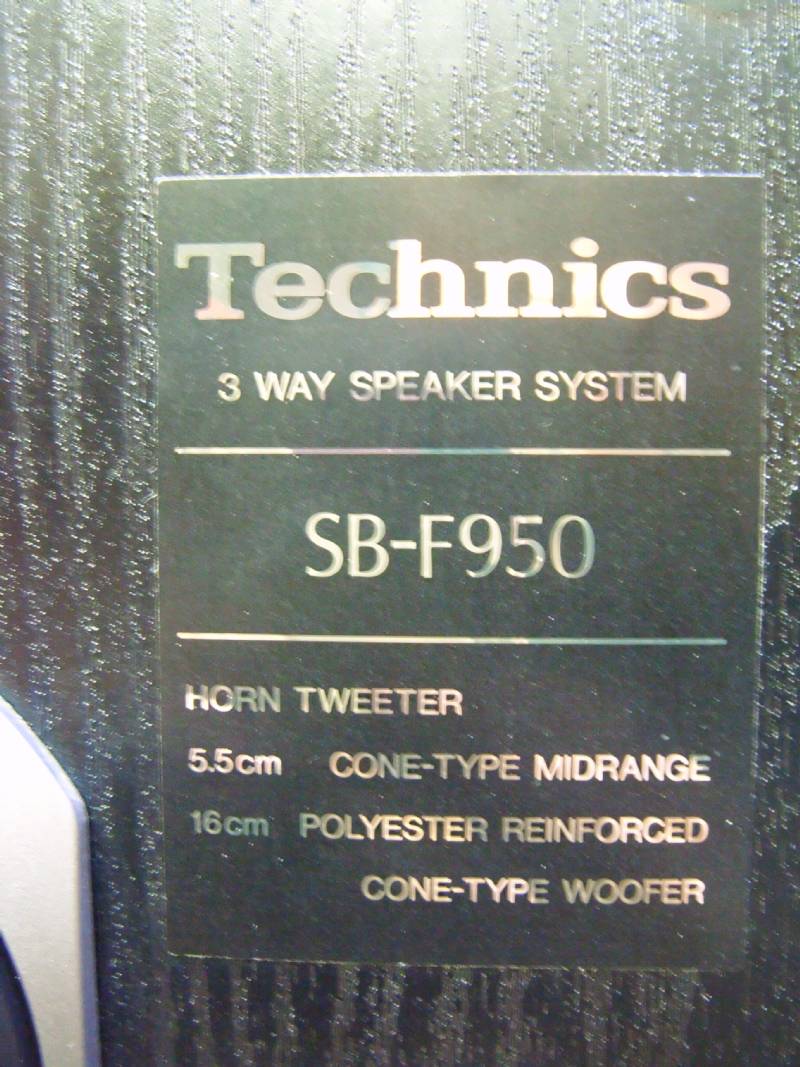 Technics
3 WAY SPEAKER SYSTEM
SB-F950
HORN TWEETER
5.5cm CONE-TYPE MIDRANGE
16cm POLYESTER REINFORCED
CONE-TYPE WOOFER